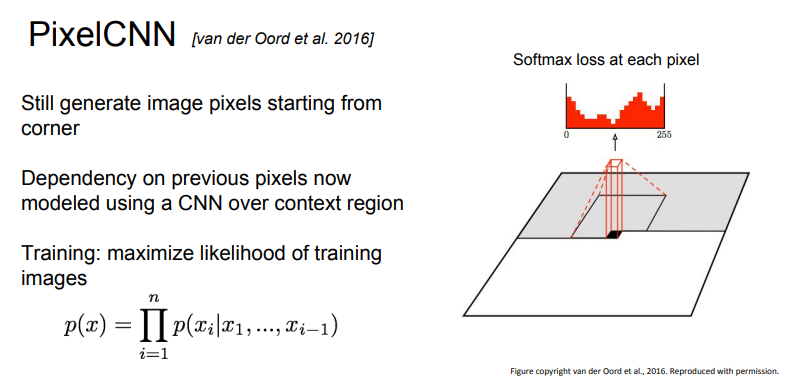 PixelCNN [van der Oord et al. 2016]
Still generate image pixels starting from
corner
Dependency on previous pixels now
modeled using a CNN over context region
Training: maximize likelihood of training
images
p(x) = ∏_{i=1}^{n} p(x_i|x_1, ..., x_{i−1})
Softmax loss at each pixel
0 255
Figure copyright van der Oord et al., 2016. Reproduced with permission.